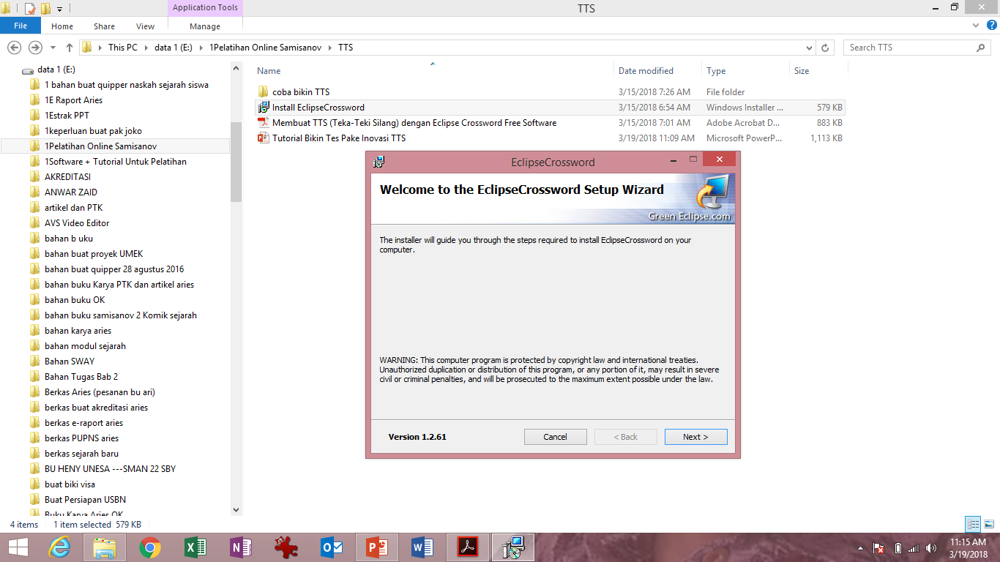 Application Tools
TTS
File
Home
Share
View
Manage
This PC
data 1 (E:)
1Pelatihan Online Samisanov
TTS
Search TTS
data 1 (E:)
1 bahan buat quipper naskah sejarah siswa
1E Raport Aries
1Estrak PPT
1keperluan buat pak joko
1Pelatihan Online Samisanov
1Software + Tutorial Untuk Pelatihan
AKREDITASI
ANWAR ZAID
artikel dan PTK
AVS Video Editor
bahan b uku
bahan buat proyek UMEK
bahan buat quipper 28 agustus 2016
bahan buku Karya PTK dan artikel aries
bahan buku OK
bahan buku samisanov 2 Komik sejarah
bahan karya aries
bahan modul sejarah
Bahan SWAY
Bahan Tugas Bab 2
Berkas Aries (pesanan bu ari)
berkas buat akreditasi aries
berkas e-raport aries
berkas PUPNS aries
berkas sejarah baru
BU HENY UNESA ---SMAN 22 SBY
buat biki visa
Buat Persiapan USBN
Buku Karya Aries OK
Name Date modified Type Size
coba bikin TTS 3/15/2018 7:26 AM File folder
Install EclipseCrossword 3/15/2018 6:54 AM Windows Installer ... 579 KB
Membuat TTS (Teka-Teki Silang) dengan Eclipse Crossword Free Software 3/15/2018 7:01 AM Adobe Acrobat D... 883 KB
Tutorial Bikin Tes Pake Inovasi TTS 3/19/2018 11:09 AM Microsoft PowerP... 1,113 KB
EclipseCrossword
Welcome to the EclipseCrossword Setup Wizard
Green Eclipse.com
The installer will guide you through the steps required to install EclipseCrossword on your
computer.
WARNING: This computer program is protected by copyright law and international treaties.
Unauthorized duplication or distribution of this program, or any portion of it, may result in severe
civil or criminal penalties, and will be prosecuted to the maximum extent possible under the law.
Version 1.2.61
Cancel
< Back
Next >
4 items
1 item selected 579 KB
11:15 AM
3/19/2018